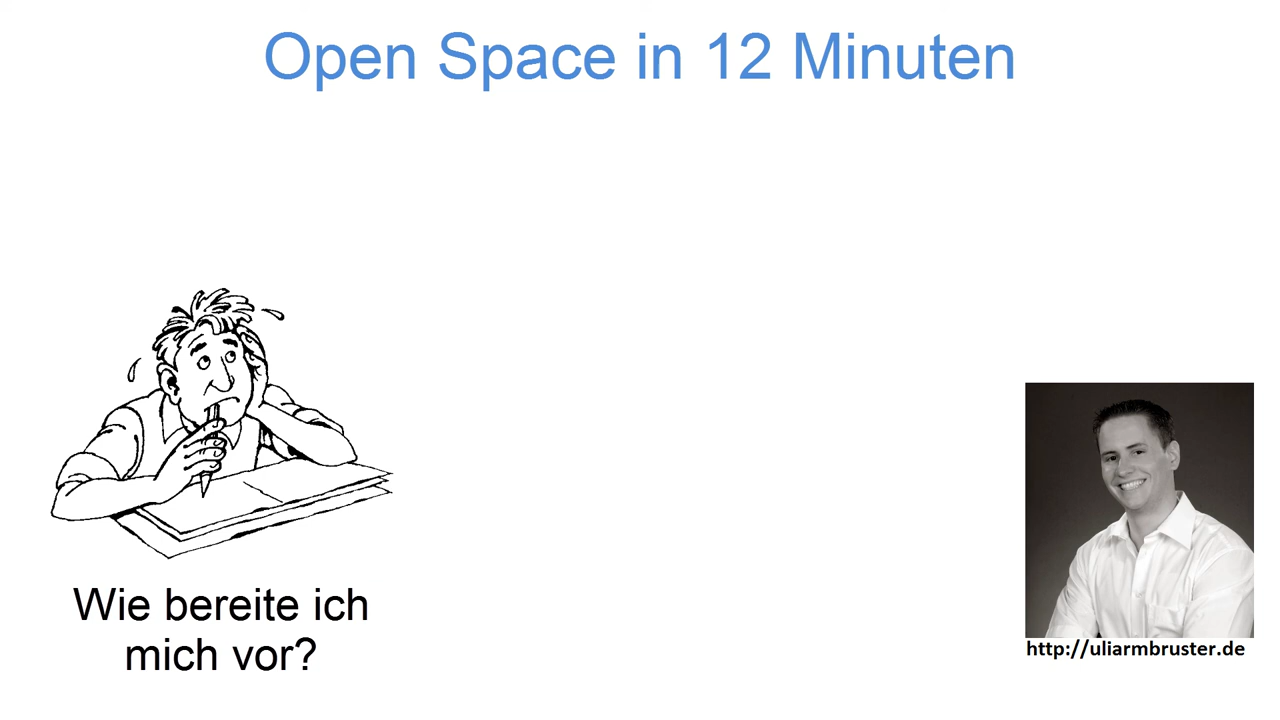 Open Space in 12 Minuten
Wie bereite ich
mich vor?
http://uliarmbruster.de